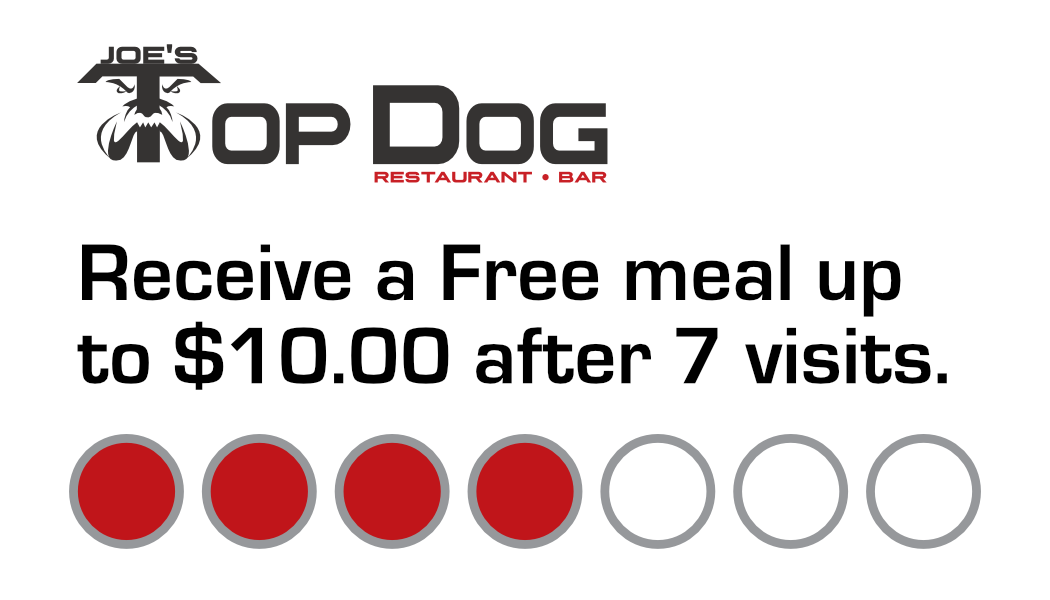 JOE'S
TOP DOG
RESTAURANT • BAR
Receive a Free meal up
to $10.00 after 7 visits.